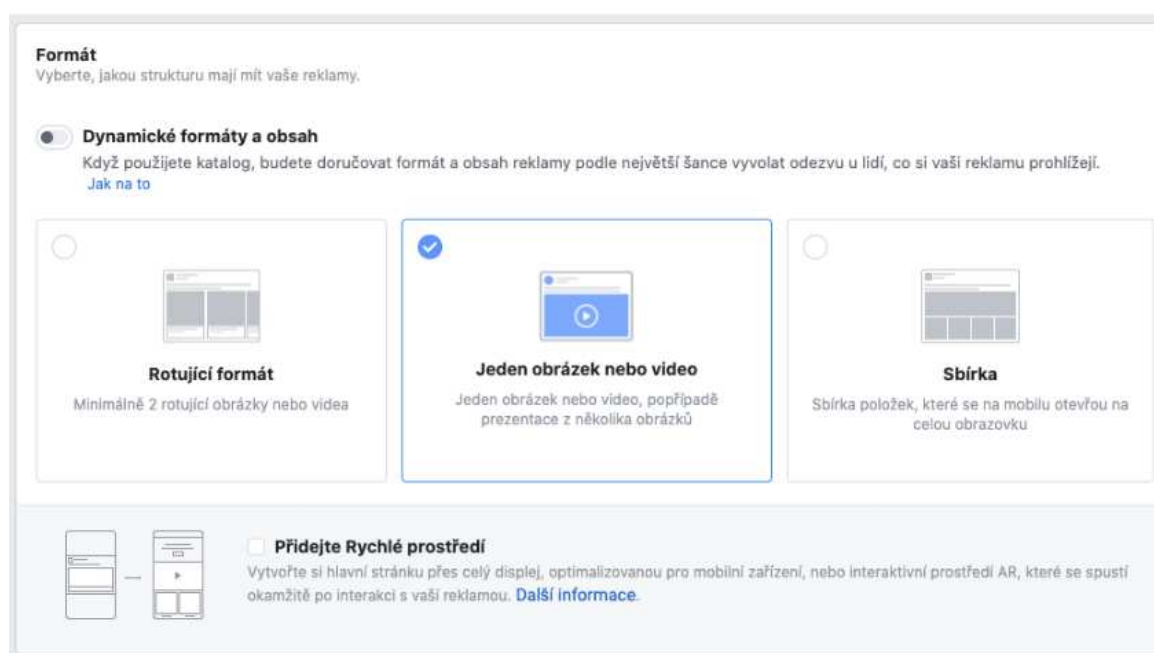 Formát
Vyberte, jakou strukturu mají mít vaše reklamy.
Dynamické formáty a obsah
Když použijete katalog, budete doručovat formát a obsah reklamy podle největší šance vyvolat odezvu u lidí, co si vaši reklamu prohlížejí.
Jak na to
Rotující formát
Minimálně 2 rotující obrázky nebo videa
Jeden obrázek nebo video
Jeden obrázek nebo video, popřípadě
prezentace z několika obrázků
Sbírka
Sbírka položek, které se na mobilu otevřou na
celou obrazovku
Přidejte Rychlé prostředí
Vytvořte si hlavní stránku přes celý displej, optimalizovanou pro mobilní zařízení, nebo interaktivní prostředí AR, které se spustí
okamžitě po interakci s vaší reklamou. Další informace.